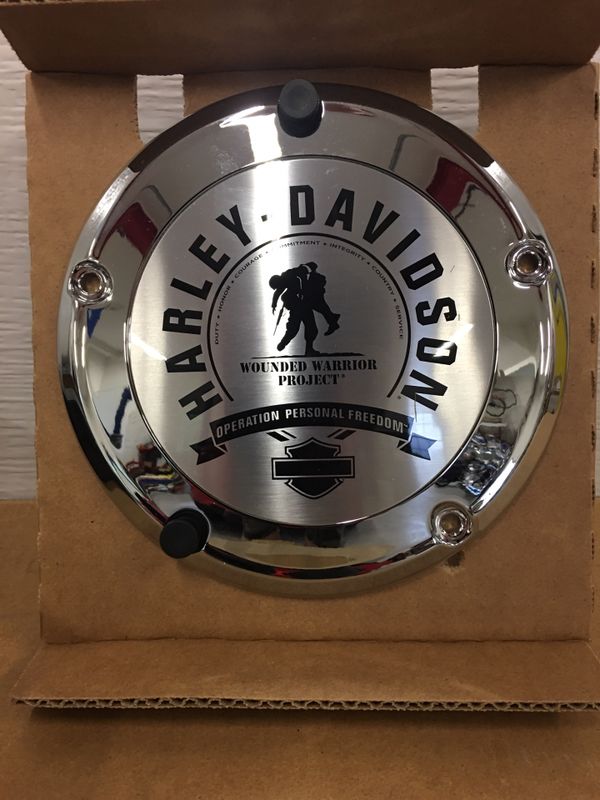 HARLEY-DAVIDSON
DUTY • HONOR • COURAGE • COMMITMENT • INTEGRITY • COUNTRY • SERVICE
WOUNDED WARRIOR
PROJECT®
OPERATION PERSONAL FREEDOM™